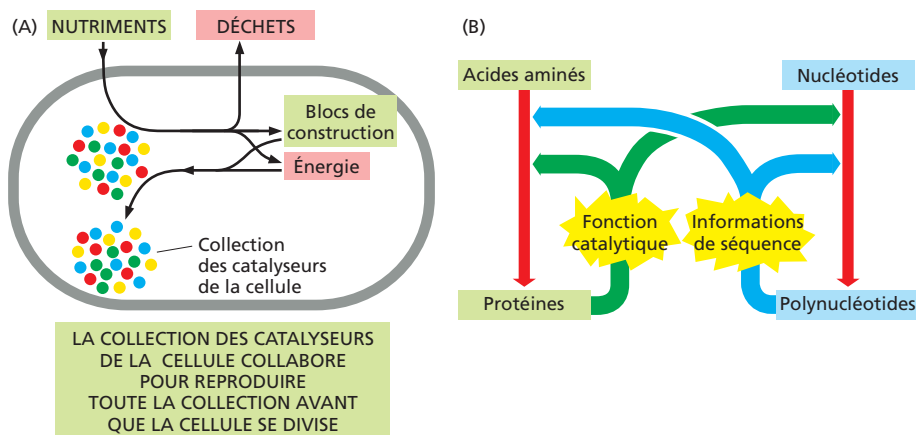 (A)
NUTRIMENTS
DÉCHETS
Blocs de
construction
Énergie
Collection
des catalyseurs
de la cellule
LA COLLECTION DES CATALYSEURS
DE LA CELLULE COLLABORE
POUR REPRODUIRE
TOUTE LA COLLECTION AVANT
QUE LA CELLULE SE DIVISE
(B)
Acides aminés
Nucléotides
Fonction
catalytique
Informations
de séquence
Protéines
Polynucléotides